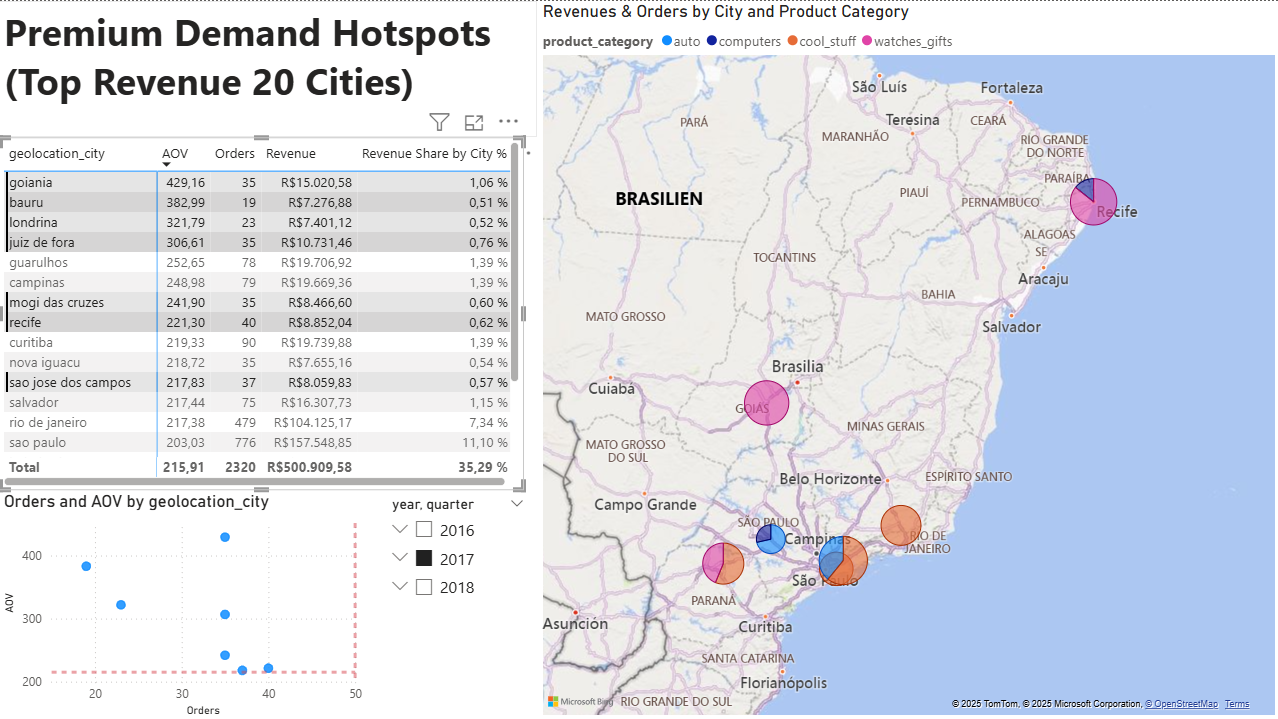 Premium Demand Hotspots
(Top Revenue 20 Cities)
geolocation_city AOV Orders Revenue Revenue Share by City %
goiania 429,16 35 R$15.020,58 1,06 %
bauru 382,99 19 R$7.276,88 0,51 %
londrina 321,79 23 R$7.401,12 0,52 %
juiz de fora 306,61 35 R$10.731,46 0,76 %
guarulhos 252,65 78 R$19.706,92 1,39 %
campinas 248,98 79 R$19.669,36 1,39 %
mogi das cruzes 241,90 35 R$8.466,60 0,60 %
recife 221,30 40 R$8.852,04 0,62 %
curitiba 219,33 90 R$19.739,88 1,39 %
nova iguacu 218,72 35 R$7.655,16 0,54 %
sao jose dos campos 217,83 37 R$8.059,83 0,57 %
salvador 217,44 75 R$16.307,73 1,15 %
rio de janeiro 217,38 479 R$104.125,17 7,34 %
sao paulo 203,03 776 R$157.548,85 11,10 %
Total 215,91 2320 R$500.909,58 35,29 %
Orders and AOV by geolocation_city
AOV
400
300
200
20 30 40 50
Orders
year, quarter
2016
2017
2018
Revenues & Orders by City and Product Category
product_category auto computers cool_stuff watches_gifts
São Luís
Fortaleza
Teresina
CEARÁ
PARÁ
MARANHÃO
RIO GRANDE
DO NORTE
PARAÍBA
PIAUÍ
BRASILIEN
PERNAMBUCO
Recife
ALAGOAS
SE
TOCANTINS
Aracaju
BAHIA
MATO GROSSO
Salvador
Brasília
Cuiabá
GOIÁS
MINAS GERAIS
MATO GROSSO
DO SUL
Belo Horizonte
ESPÍRITO SANTO
Campo Grande
SÃO PAULO
Campinas
RIO DE
JANEIRO
São Paulo
PARANÁ
Asunción
Curitiba
SANTA CATARINA
Florianópolis
RIO GRANDE DO SUL
Microsoft Bing
© 2025 TomTom, © 2025 Microsoft Corporation, © OpenStreetMap Terms